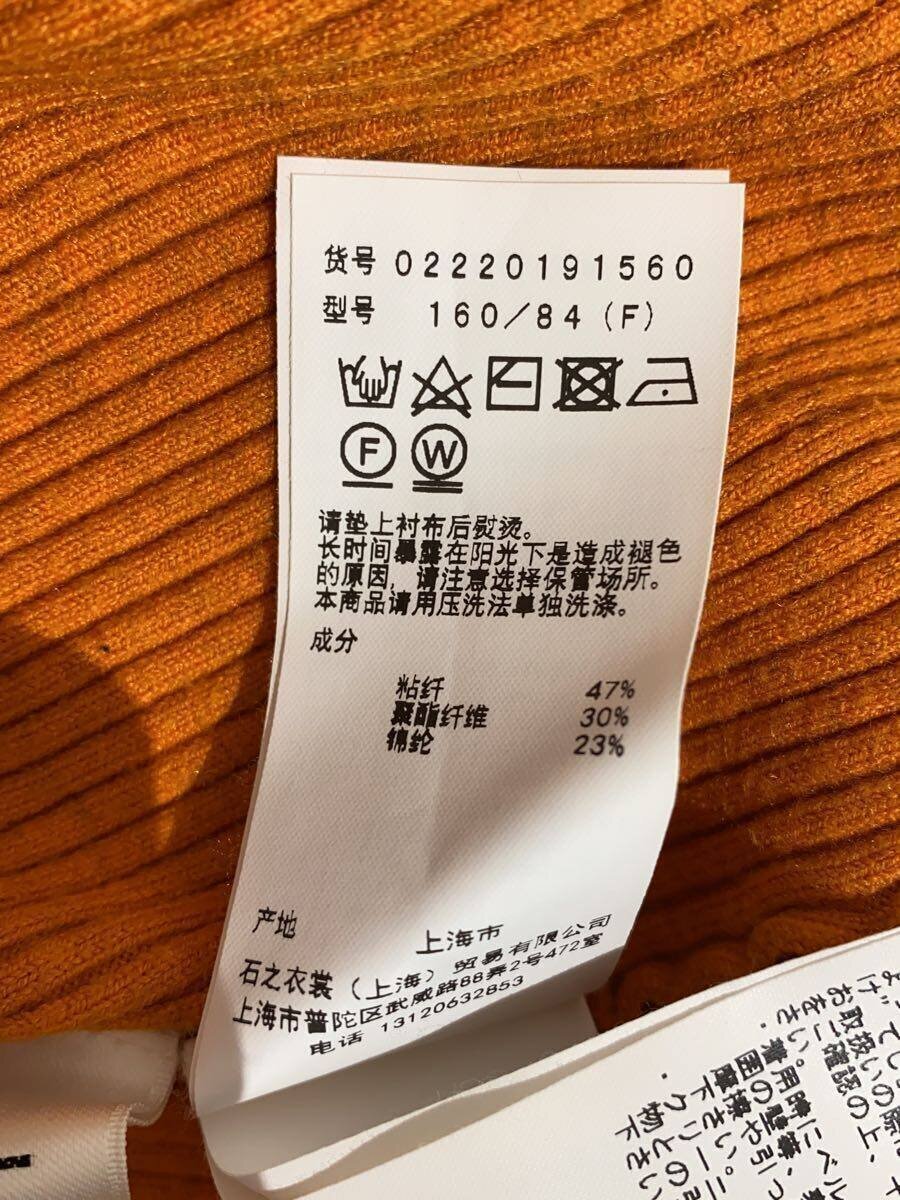 货号 02220191560
型号 160/84(F)
F W
请垫上衬布后熨烫。
长时间暴露在阳光下是造成褪色
的原因, 请注意选择保管场所。
本商品请用压洗法单独洗涤。
成分
粘纤 47%
聚酯纤维 30%
锦纶 23%
产地 上海市
石之衣裳(上海)贸易有限公司
上海市普陀区武威路88弄2号472室
电话 13120632853